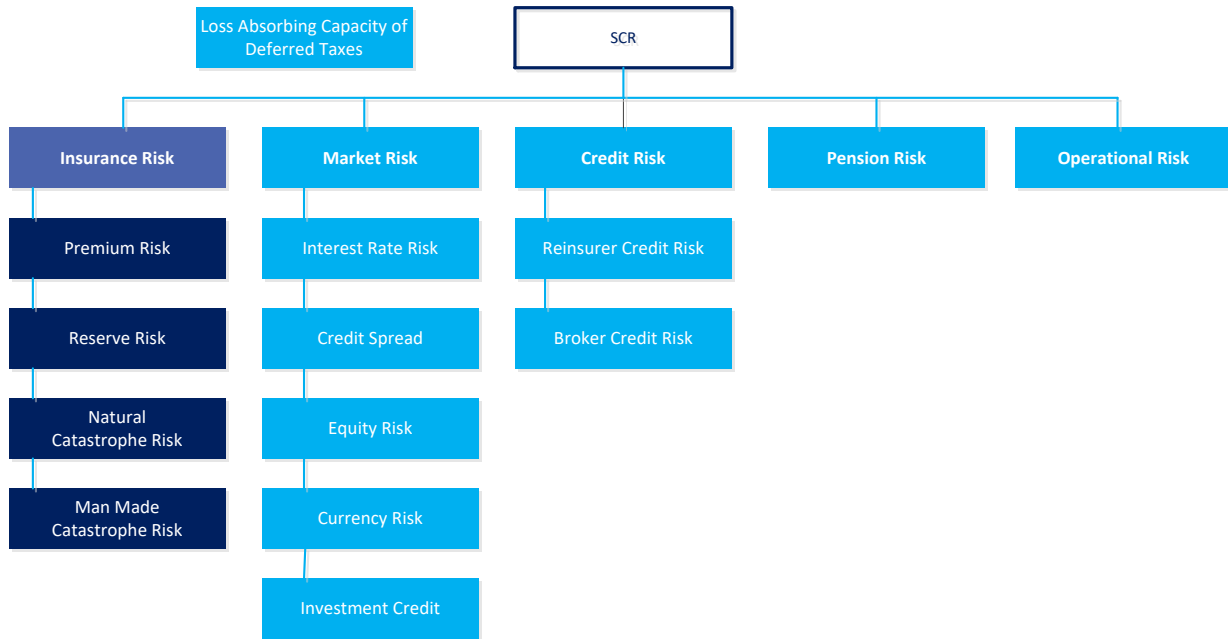 Loss Absorbing Capacity of
Deferred Taxes
SCR
Insurance Risk
Market Risk
Credit Risk
Pension Risk
Operational Risk
Premium Risk
Interest Rate Risk
Reinsurer Credit Risk
Reserve Risk
Credit Spread
Broker Credit Risk
Natural
Catastrophe Risk
Equity Risk
Man Made
Catastrophe Risk
Currency Risk
Investment Credit